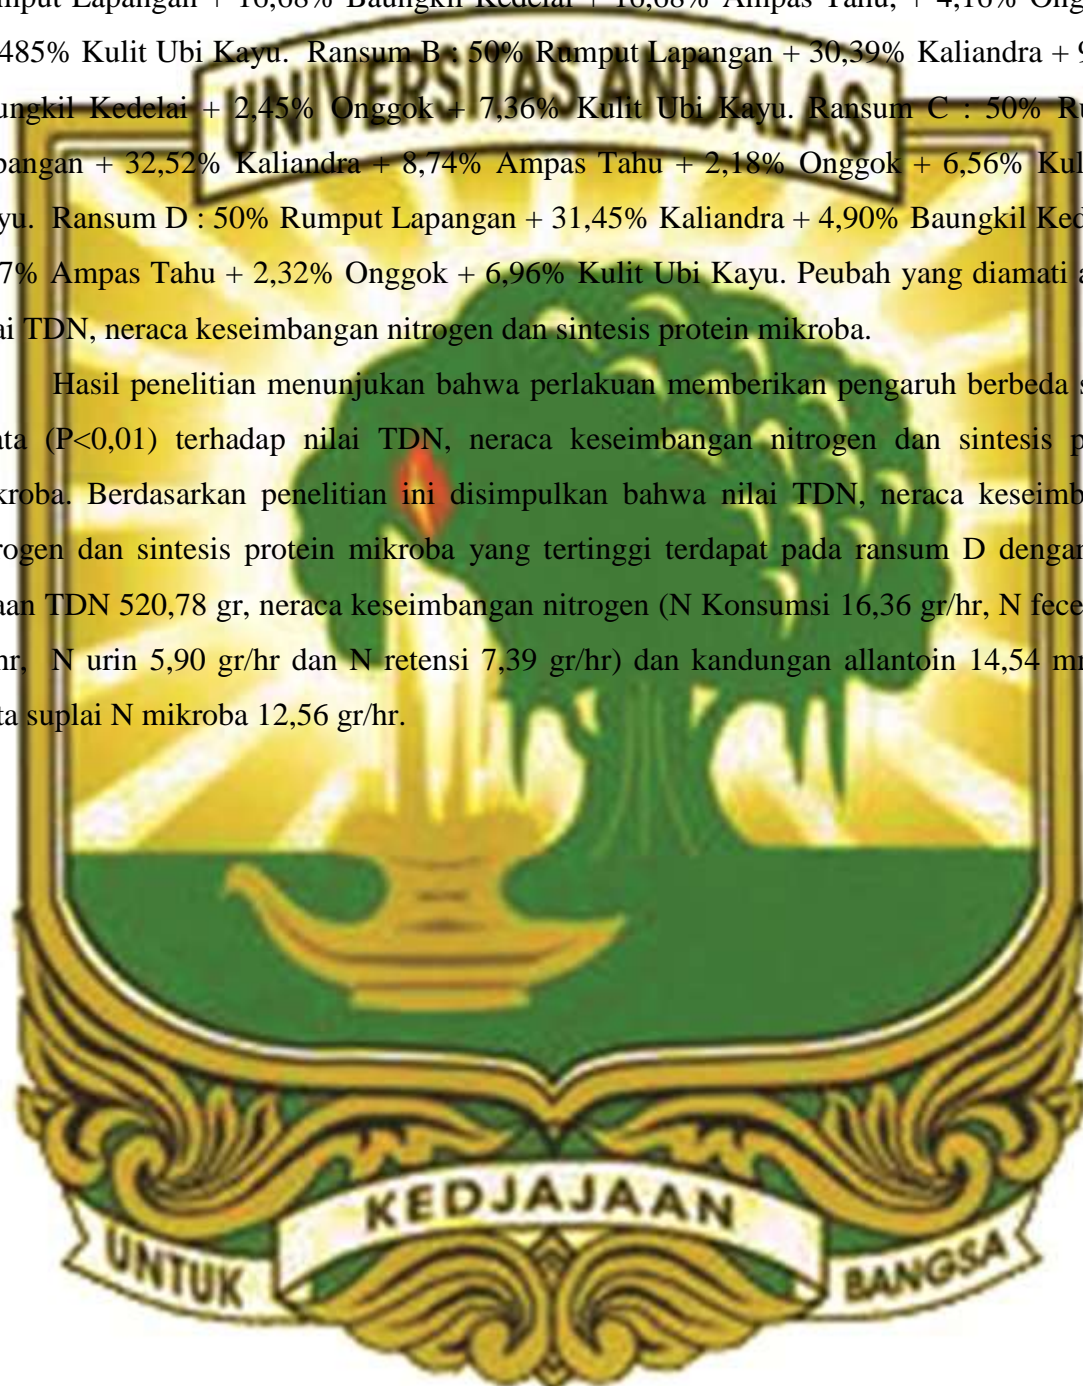 mput Lapangan + 16,68% Baungkil Kedelai + 16,68% Ampas Tahu, + 4,16% Ong
485% Kulit Ubi Kayu. Ransum B : 50% Rumput Lapangan + 30,39% Kaliandra + 9
ungkil Kedelai + 2,45% Onggok + 7,36% Kulit Ubi Kayu. Ransum C : 50% Ru
pangan + 32,52% Kaliandra + 8,74% Ampas Tahu + 2,18% Onggok + 6,56% Kul
yu. Ransum D : 50% Rumput Lapangan + 31,45% Kaliandra + 4,90% Baungkil Ked
7% Ampas Tahu + 2,32% Onggok + 6,96% Kulit Ubi Kayu. Peubah yang diamati a
ai TDN, neraca keseimbangan nitrogen dan sintesis protein mikroba.
Hasil penelitian menunjukan bahwa perlakuan memberikan pengaruh berbeda s
ata (P<0,01) terhadap nilai TDN, neraca keseimbangan nitrogen dan sintesis p
kroba. Berdasarkan penelitian ini disimpulkan bahwa nilai TDN, neraca keseimb
rogen dan sintesis protein mikroba yang tertinggi terdapat pada ransum D dengan
aan TDN 520,78 gr, neraca keseimbangan nitrogen (N Konsumsi 16,36 gr/hr, N fece
hr, N urin 5,90 gr/hr dan N retensi 7,39 gr/hr) dan kandungan allantoin 14,54 m
ta suplai N mikroba 12,56 gr/hr.
UNIVERSITAS ANDALAS
UNTUK KEDJAJAAN BANGSA